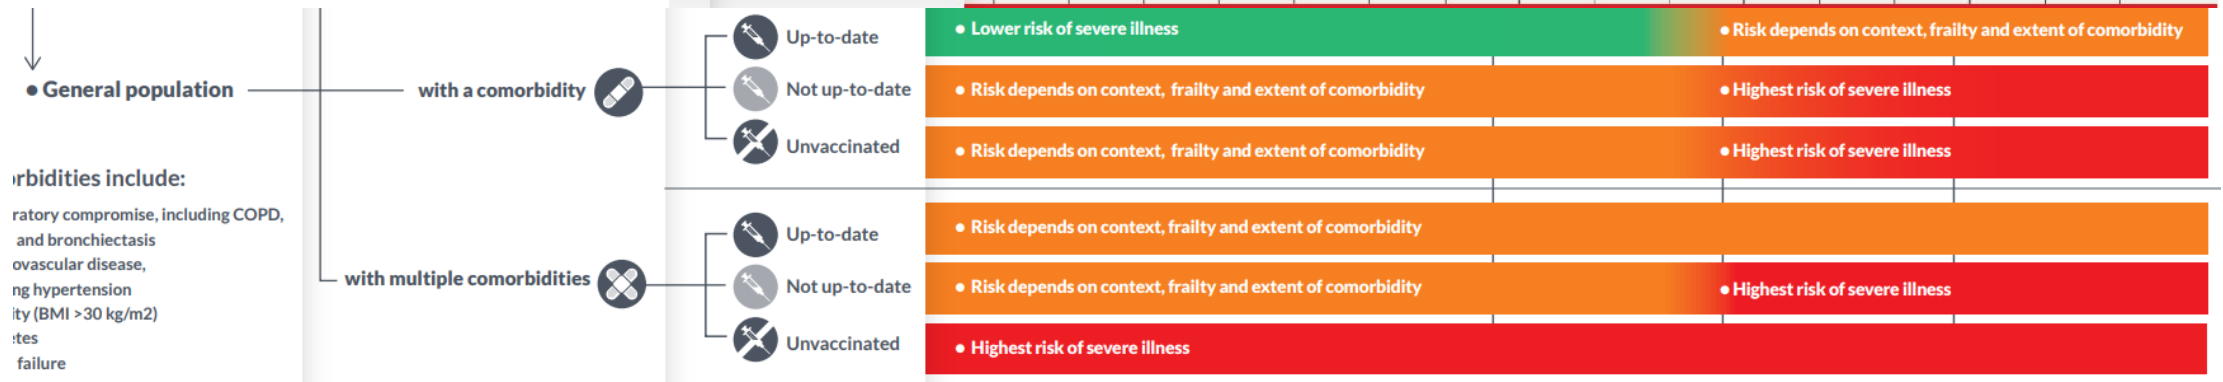 Up-to-date
Lower risk of severe illness
Risk depends on context, frailty and extent of comorbidity
General population
with a comorbidity
Not up-to-date
Risk depends on context, frailty and extent of comorbidity
Highest risk of severe illness
Unvaccinated
Risk depends on context, frailty and extent of comorbidity
Highest risk of severe illness
rbidities include:
ratory compromise, including COPD,
and bronchiectasis
ovascular disease,
ng hypertension
ity (BMI >30 kg/m2)
etes
failure
with multiple comorbidities
Up-to-date
Risk depends on context, frailty and extent of comorbidity
Not up-to-date
Risk depends on context, frailty and extent of comorbidity
Highest risk of severe illness
Unvaccinated
Highest risk of severe illness